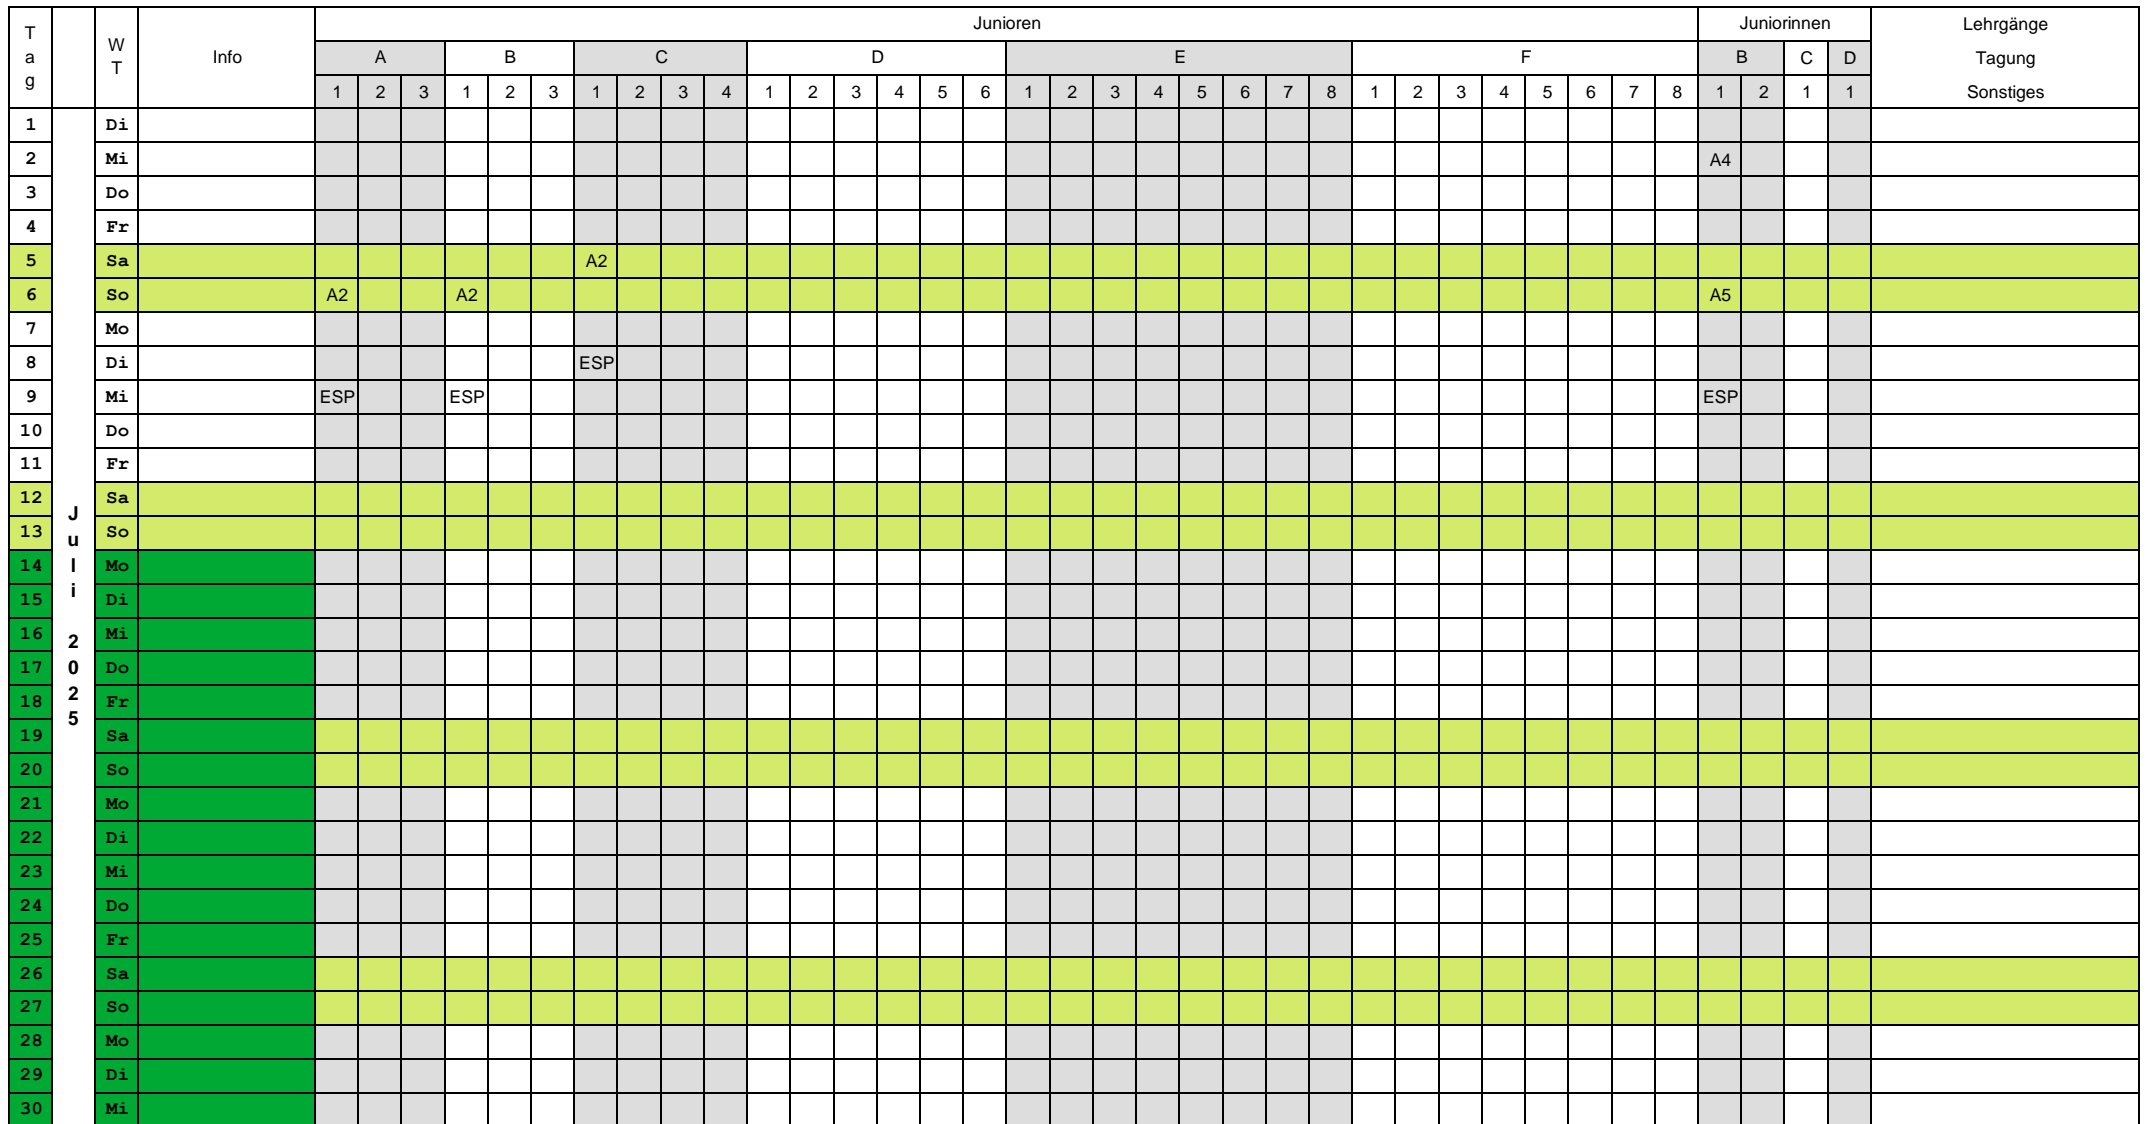 Tag WT Info Junioren Juniorinnen Lehrgänge
A B C D E F B C D Tagung
1 2 3 1 2 3 1 2 3 4 1 2 3 4 5 6 1 2 3 4 5 6 7 8 1 2 3 4 5 6 7 8 1 2 1 1 Sonstiges
Juli 2025
1 Di
2 Mi A4
3 Do
4 Fr
5 Sa A2
6 So A2 A2 A5
7 Mo
8 Di ESP
9 Mi ESP ESP ESP
10 Do
11 Fr
12 Sa
13 So
14 Mo
15 Di
16 Mi
17 Do
18 Fr
19 Sa
20 So
21 Mo
22 Di
23 Mi
24 Do
25 Fr
26 Sa
27 So
28 Mo
29 Di
30 Mi